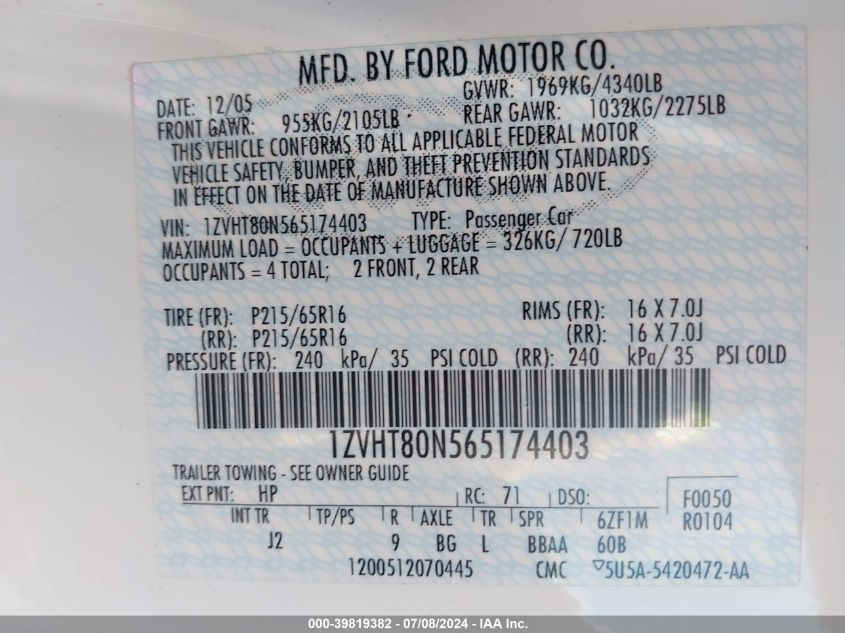 MFD. BY FORD MOTOR CO.
DATE: 12/05 GVWR: 1969KG/4340LB
FRONT GAWR: 955KG/2105LB REAR GAWR: 1032KG/2275LB
THIS VEHICLE CONFORMS TO ALL APPLICABLE FEDERAL MOTOR
VEHICLE SAFETY, BUMPER, AND THEFT PREVENTION STANDARDS
IN EFFECT ON THE DATE OF MANUFACTURE SHOWN ABOVE.
VIN: 1ZVHT80N565174403 TYPE: Passenger Car
MAXIMUM LOAD = OCCUPANTS + LUGGAGE = 326KG/ 720LB
OCCUPANTS = 4 TOTAL; 2 FRONT, 2 REAR
TIRE (FR): P215/65R16 RIMS (FR): 16 X 7.0J
(RR): P215/65R16 (RR): 16 X 7.0J
PRESSURE (FR): 240 kPa/ 35 PSI COLD (RR): 240 kPa/ 35 PSI COLD
1ZVHT80N565174403
TRAILER TOWING - SEE OWNER GUIDE
EXT PNT: HP RC: 71 DSO: F0050
INT TR TP/PS R AXLE TR SPR 6ZF1M R0104
J2 9 BG L BBAA 60B
1200512070445 CMC ▽5U5A-5420472-AA
000-39819382 - 07/08/2024 - IAA Inc.